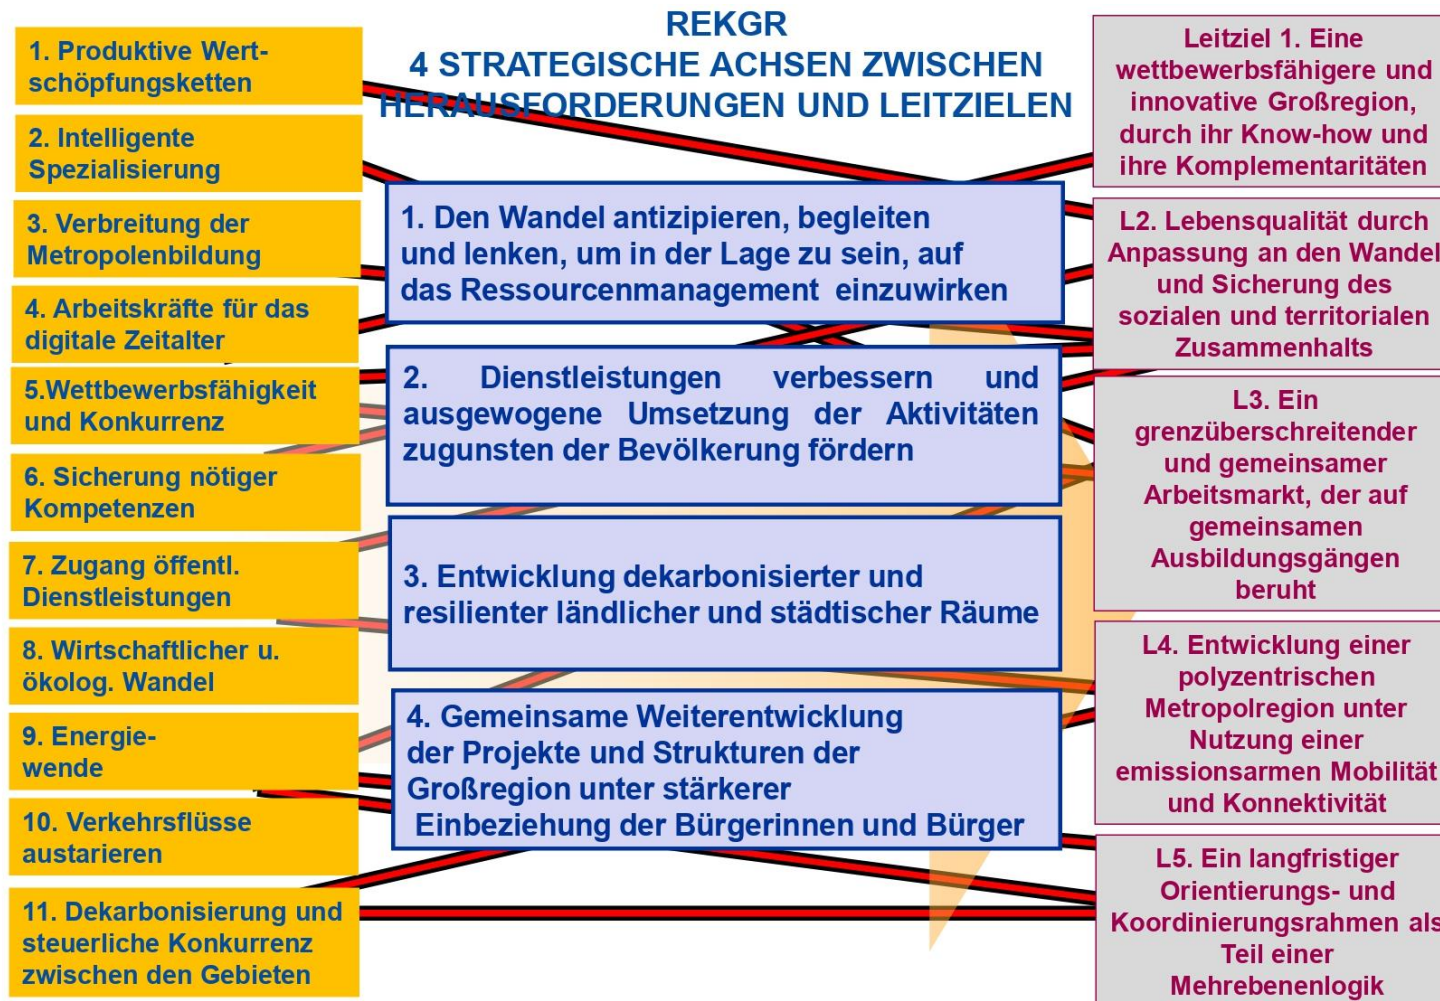 REKGR
4 STRATEGISCHE ACHSEN ZWISCHEN
HERAUSFORDERUNGEN UND LEITZIELEN
1. Produktive Wert-
schöpfungsketten
2. Intelligente
Spezialisierung
3. Verbreitung der
Metropolenbildung
4. Arbeitskräfte für das
digitale Zeitalter
5.Wettbewerbsfähigkeit
und Konkurrenz
6. Sicherung nötiger
Kompetenzen
7. Zugang öffentl.
Dienstleistungen
8. Wirtschaftlicher u.
ökolog. Wandel
9. Energie-
wende
10. Verkehrsflüsse
austarieren
11. Dekarbonisierung und
steuerliche Konkurrenz
zwischen den Gebieten
1. Den Wandel antizipieren, begleiten
und lenken, um in der Lage zu sein, auf
das Ressourcenmanagement einzuwirken
2. Dienstleistungen verbessern und
ausgewogene Umsetzung der Aktivitäten
zugunsten der Bevölkerung fördern
3. Entwicklung dekarbonisierter und
resilienter ländlicher und städtischer Räume
4. Gemeinsame Weiterentwicklung
der Projekte und Strukturen der
Großregion unter stärkerer
Einbeziehung der Bürgerinnen und Bürger
Leitziel 1. Eine
wettbewerbsfähigere und
innovative Großregion,
durch ihr Know-how und
ihre Komplementaritäten
L2. Lebensqualität durch
Anpassung an den Wandel
und Sicherung des
sozialen und territorialen
Zusammenhalts
L3. Ein
grenzüberschreitender
und gemeinsamer
Arbeitsmarkt, der auf
gemeinsamen
Ausbildungsgängen
beruht
L4. Entwicklung einer
polyzentrischen
Metropolregion unter
Nutzung einer
emissionsarmen Mobilität
und Konnektivität
L5. Ein langfristiger
Orientierungs- und
Koordinierungsrahmen als
Teil einer
Mehrebenenlogik